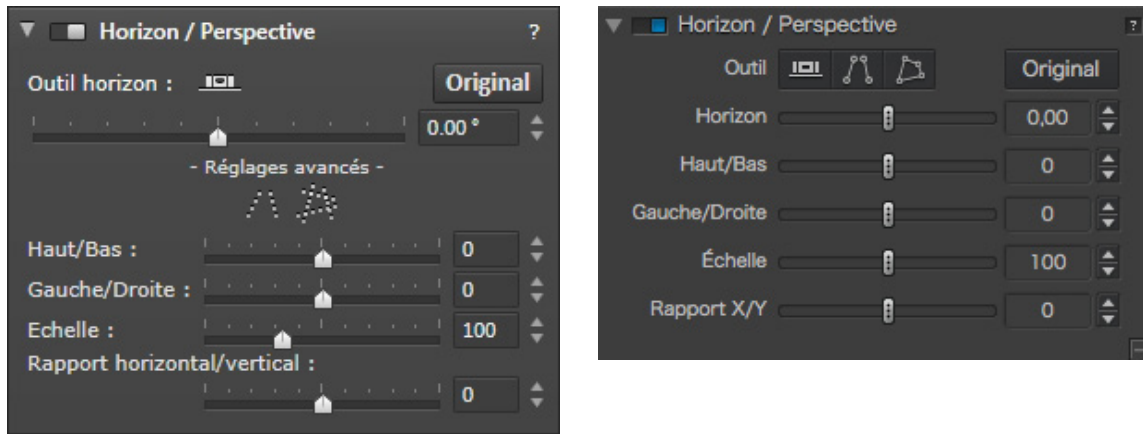 Horizon / Perspective ?
Outil horizon : Original
0.00 °
- Réglages avancés -
Haut/Bas : 0
Gauche/Droite : 0
Echelle : 100
Rapport horizontal/vertical :
0
Horizon / Perspective ?
Outil Original
Horizon 0,00
Haut/Bas 0
Gauche/Droite 0
Échelle 100
Rapport X/Y 0